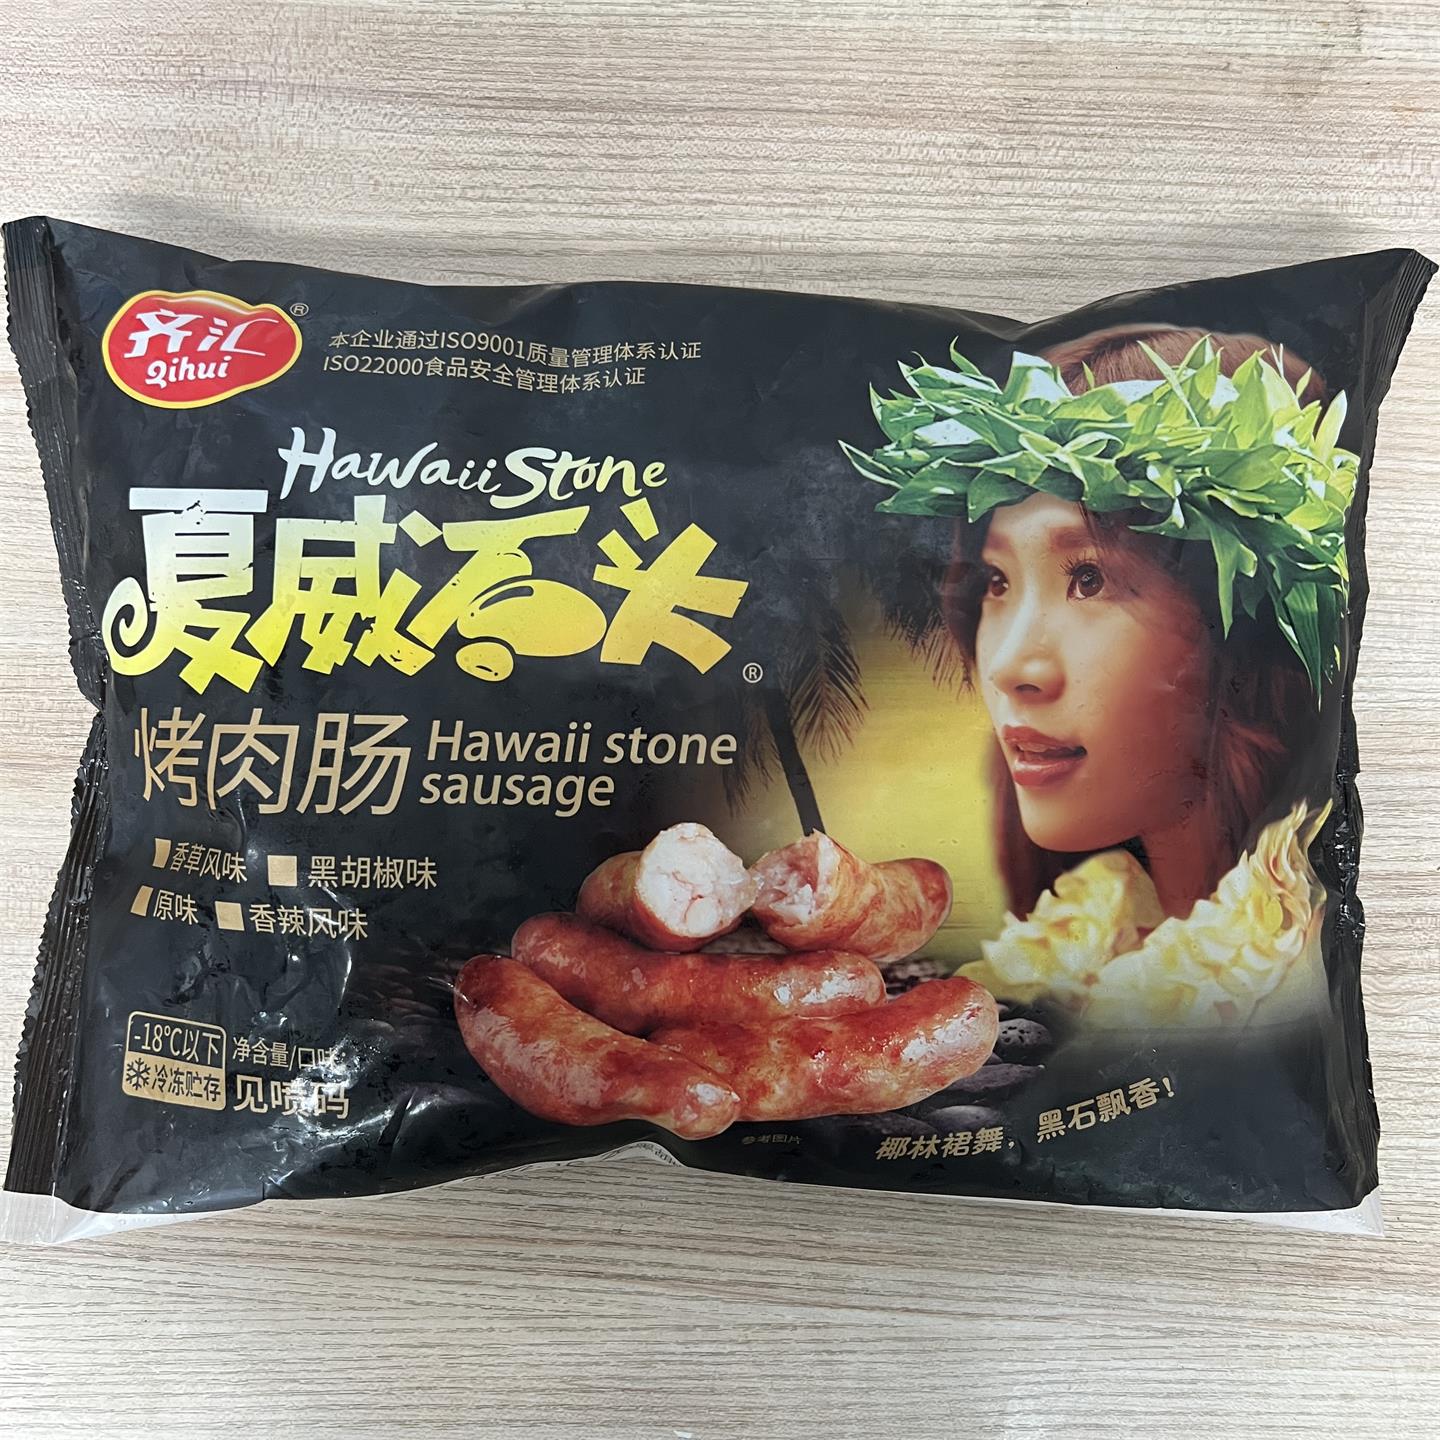 齐汇®
Qihui
本企业通过ISO9001质量管理体系认证
ISO22000食品安全管理体系认证
Hawaii Stone
夏威石头®
烤肉肠
Hawaii stone
sausage
香草风味 黑胡椒味
原味 香辣风味
-18℃以下
冷冻贮存
净含量/口味:
见喷码
参考图片
椰林裙舞，黑石飘香！